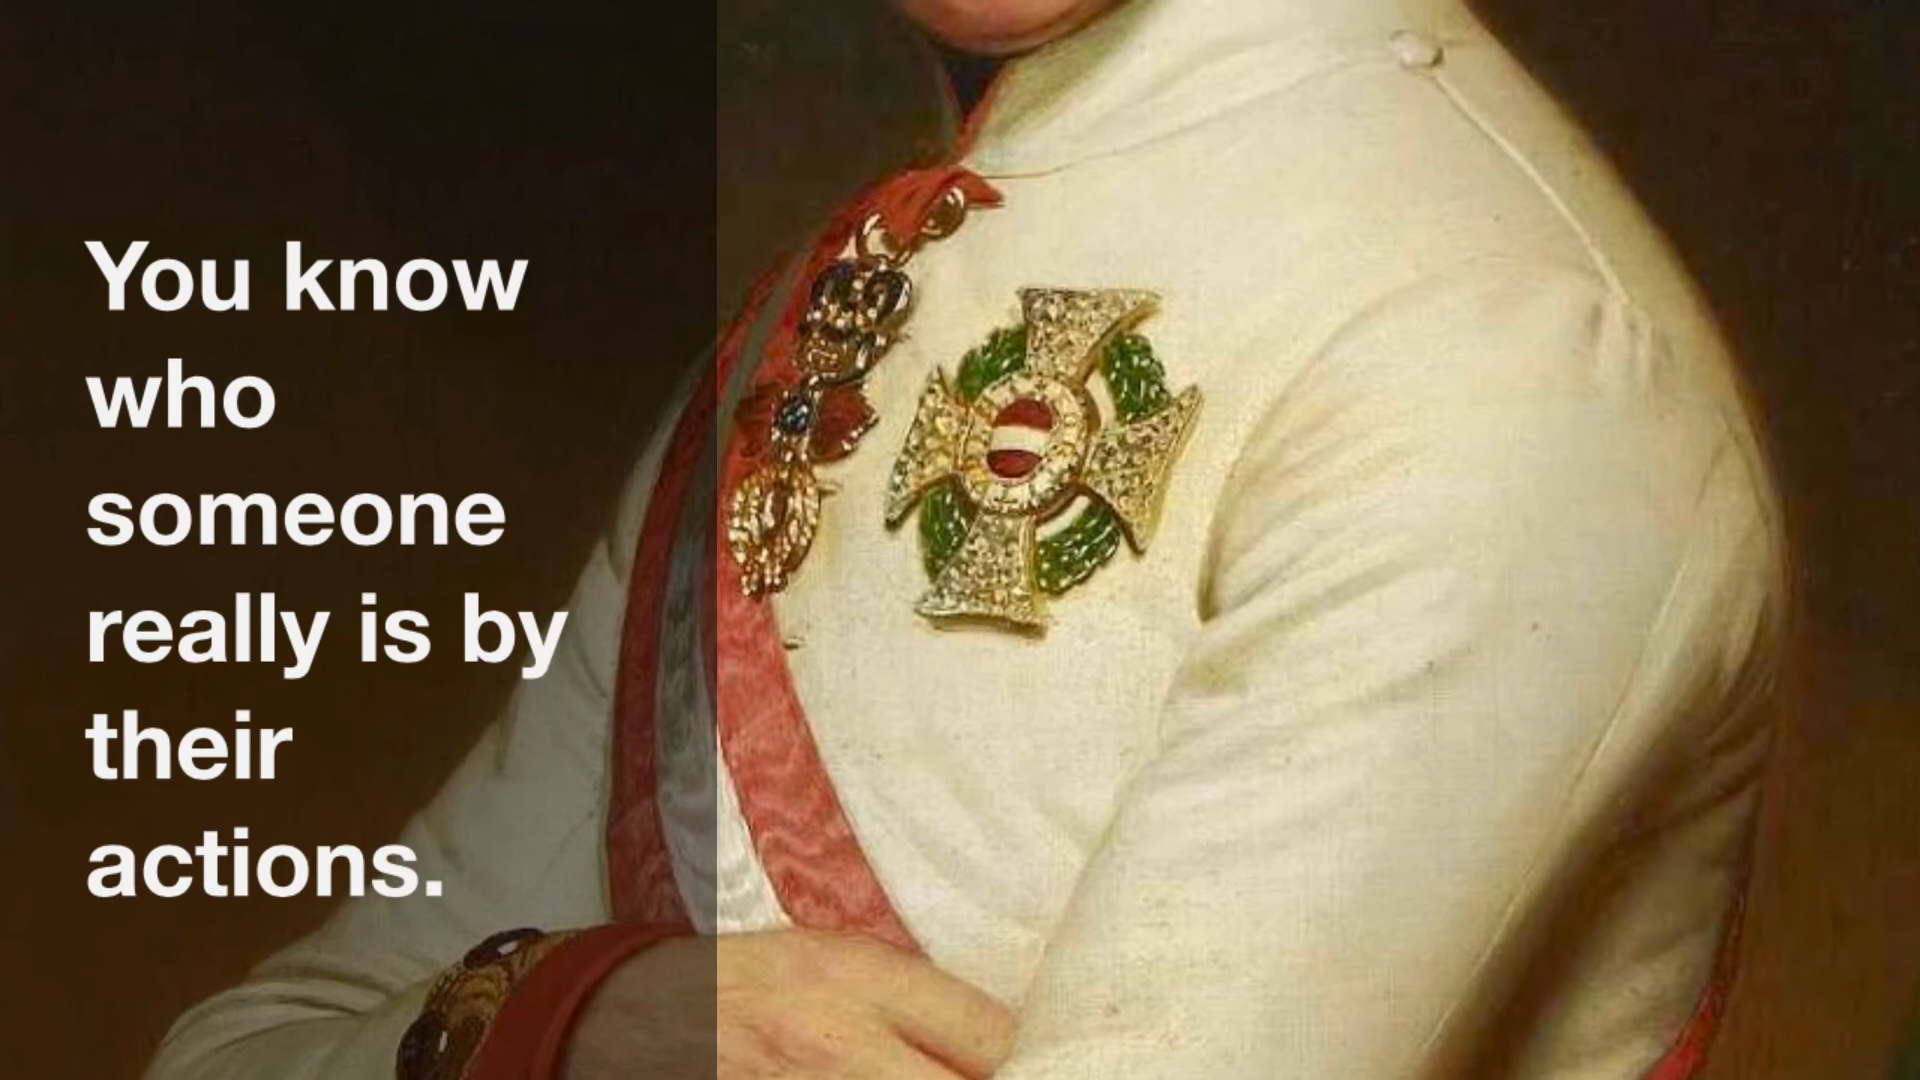 You know
who
someone
really is by
their
actions.